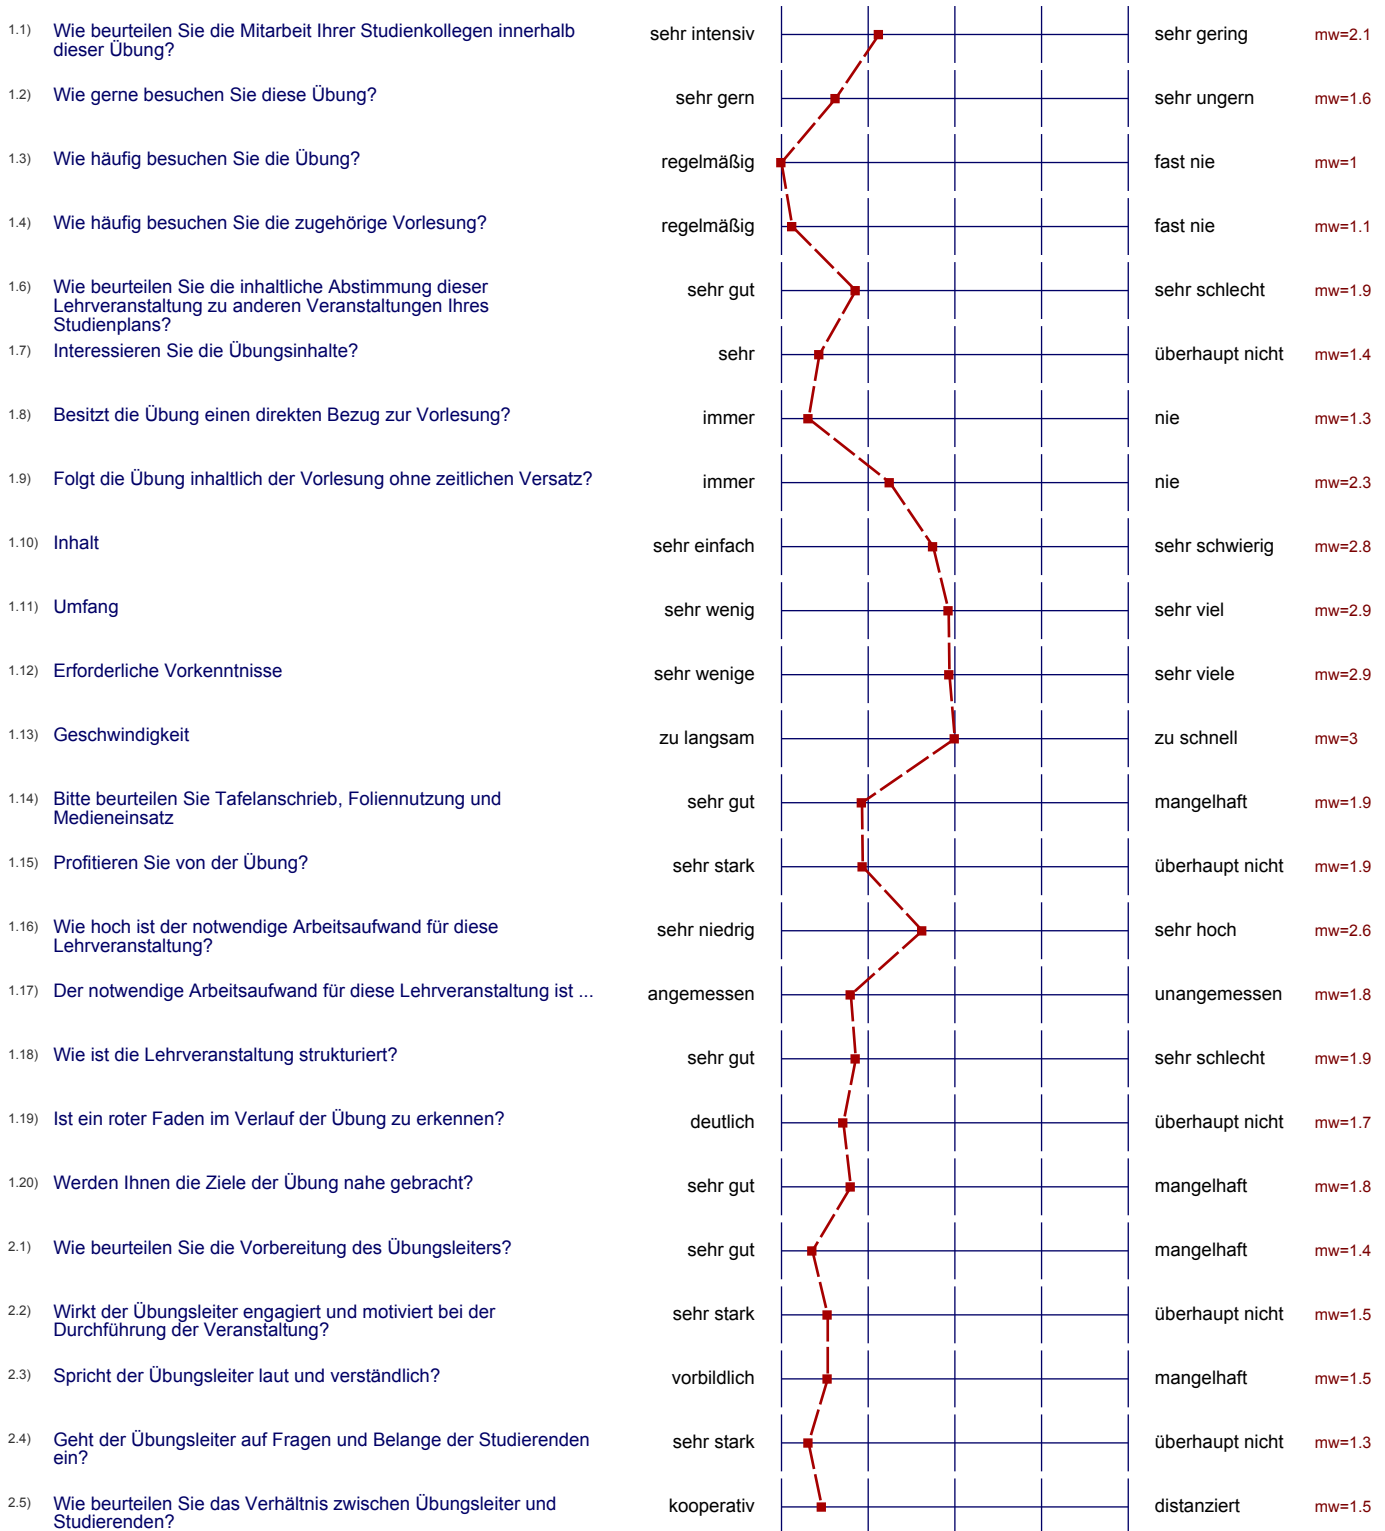 1.1) Wie beurteilen Sie die Mitarbeit Ihrer Studienkollegen innerhalb
dieser Übung?
sehr intensiv sehr gering mw=2.1
1.2) Wie gerne besuchen Sie diese Übung? sehr gern sehr ungern mw=1.6
1.3) Wie häufig besuchen Sie die Übung? regelmäßig fast nie mw=1
1.4) Wie häufig besuchen Sie die zugehörige Vorlesung? regelmäßig fast nie mw=1.1
1.6) Wie beurteilen Sie die inhaltliche Abstimmung dieser
Lehrveranstaltung zu anderen Veranstaltungen Ihres
Studienplans?
sehr gut sehr schlecht mw=1.9
1.7) Interessieren Sie die Übungsinhalte? sehr überhaupt nicht mw=1.4
1.8) Besitzt die Übung einen direkten Bezug zur Vorlesung? immer nie mw=1.3
1.9) Folgt die Übung inhaltlich der Vorlesung ohne zeitlichen Versatz? immer nie mw=2.3
1.10) Inhalt sehr einfach sehr schwierig mw=2.8
1.11) Umfang sehr wenig sehr viel mw=2.9
1.12) Erforderliche Vorkenntnisse sehr wenige sehr viele mw=2.9
1.13) Geschwindigkeit zu langsam zu schnell mw=3
1.14) Bitte beurteilen Sie Tafelanschrieb, Foliennutzung und
Medieneinsatz
sehr gut mangelhaft mw=1.9
1.15) Profitieren Sie von der Übung? sehr stark überhaupt nicht mw=1.9
1.16) Wie hoch ist der notwendige Arbeitsaufwand für diese
Lehrveranstaltung?
sehr niedrig sehr hoch mw=2.6
1.17) Der notwendige Arbeitsaufwand für diese Lehrveranstaltung ist ... angemessen unangemessen mw=1.8
1.18) Wie ist die Lehrveranstaltung strukturiert? sehr gut sehr schlecht mw=1.9
1.19) Ist ein roter Faden im Verlauf der Übung zu erkennen? deutlich überhaupt nicht mw=1.7
1.20) Werden Ihnen die Ziele der Übung nahe gebracht? sehr gut mangelhaft mw=1.8
2.1) Wie beurteilen Sie die Vorbereitung des Übungsleiters? sehr gut mangelhaft mw=1.4
2.2) Wirkt der Übungsleiter engagiert und motiviert bei der
Durchführung der Veranstaltung?
sehr stark überhaupt nicht mw=1.5
2.3) Spricht der Übungsleiter laut und verständlich? vorbildlich mangelhaft mw=1.5
2.4) Geht der Übungsleiter auf Fragen und Belange der Studierenden
ein?
sehr stark überhaupt nicht mw=1.3
2.5) Wie beurteilen Sie das Verhältnis zwischen Übungsleiter und
Studierenden?
kooperativ distanziert mw=1.5